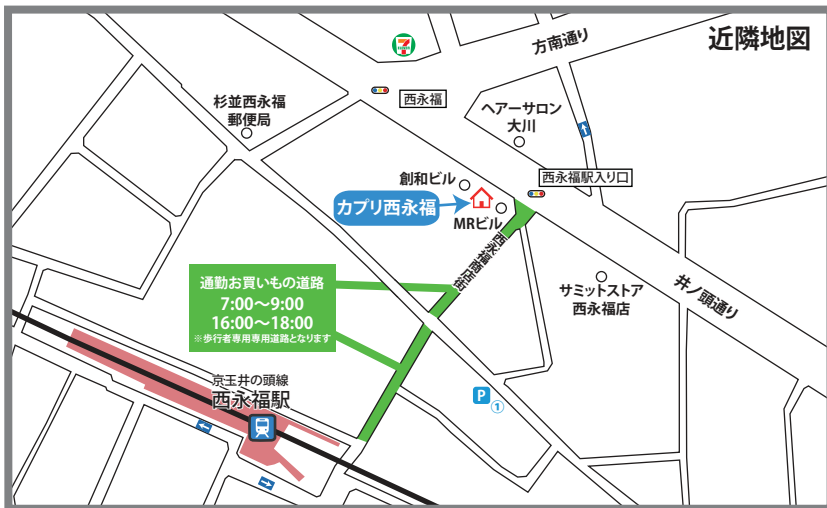 近隣地図
方南通り
西永福
杉並西永福
郵便局
ヘアーサロン
大川
西永福駅入り口
創和ビル
カプリ西永福
MRビル
西永福商店街
サミットストア
西永福店
井ノ頭通り
通勤お買いもの道路
7:00〜9:00
16:00〜18:00
※歩行者専用専用道路となります
京王井の頭線
西永福駅
P
①